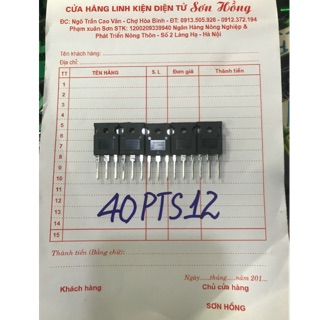 CỬA HÀNG LINH KIỆN ĐIỆN TỬ Sơn Hồng
ĐC: Ngõ Trần Cao Vân - Chợ Hòa Bình - ĐT: 0913.505.926 - 0912.372.194
Phạm xuân Sơn STK: 1200209339940 Ngân Hàng Nông Nghiệp &
Phát Triển Nông Thôn - Số 2 Láng Hạ - Hà Nội
Tên khách hàng:
Địa chỉ
TT TÊN HÀNG S. L Đơn giá Thành tiền
1
2
3
4
5
6
7
8
9
10
11
12
13
14
15
40PTS12
Thành tiền (Bằng chữ):
Ngày.....tháng.....năm 201...
Khách hàng Chủ cửa hàng
SƠN HỒNG